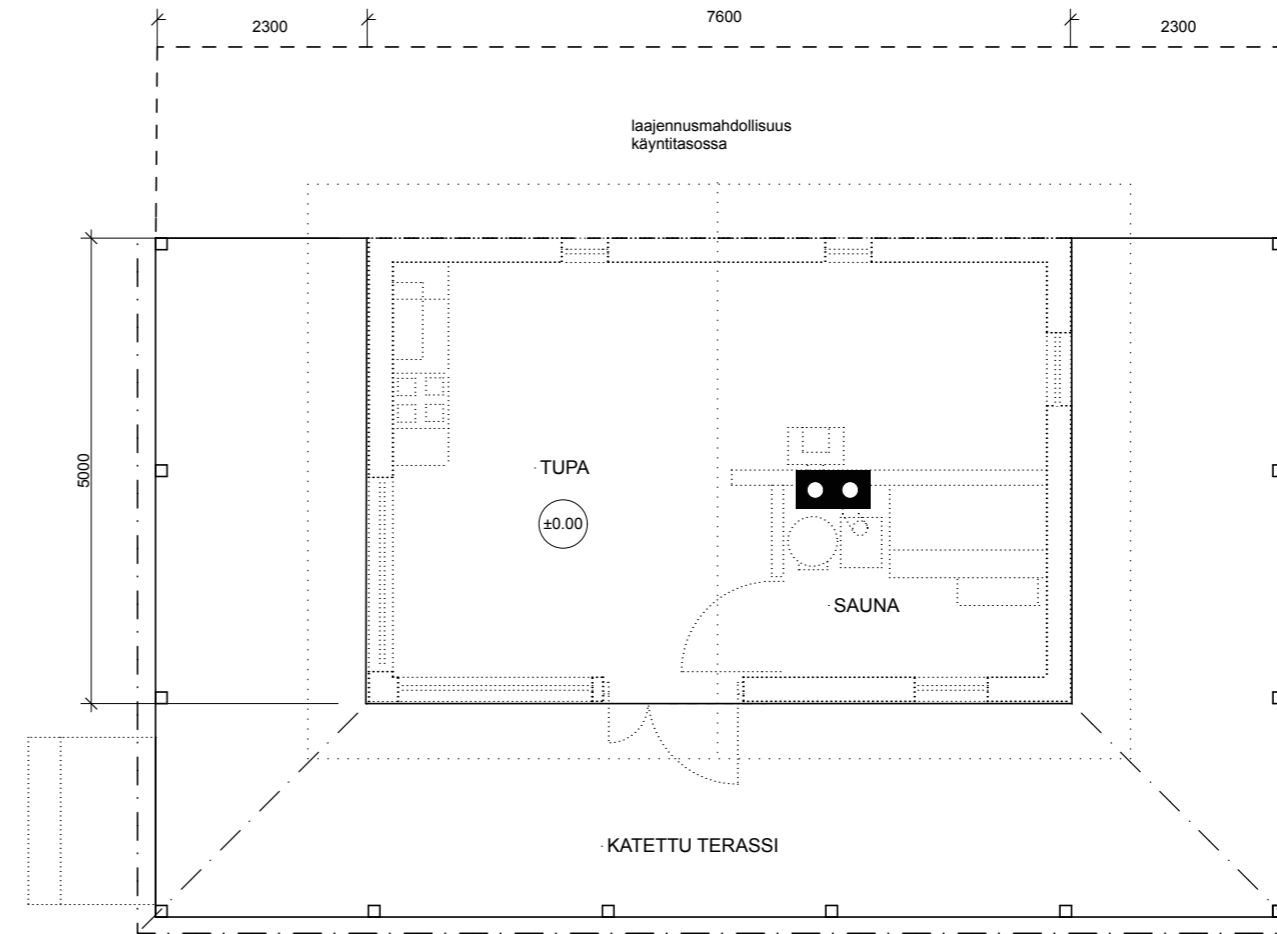 2300
7600
2300
laajennusmahdollisuus
käyntitasossa
5000
TUPA
±0.00
SAUNA
KATETTU TERASSI